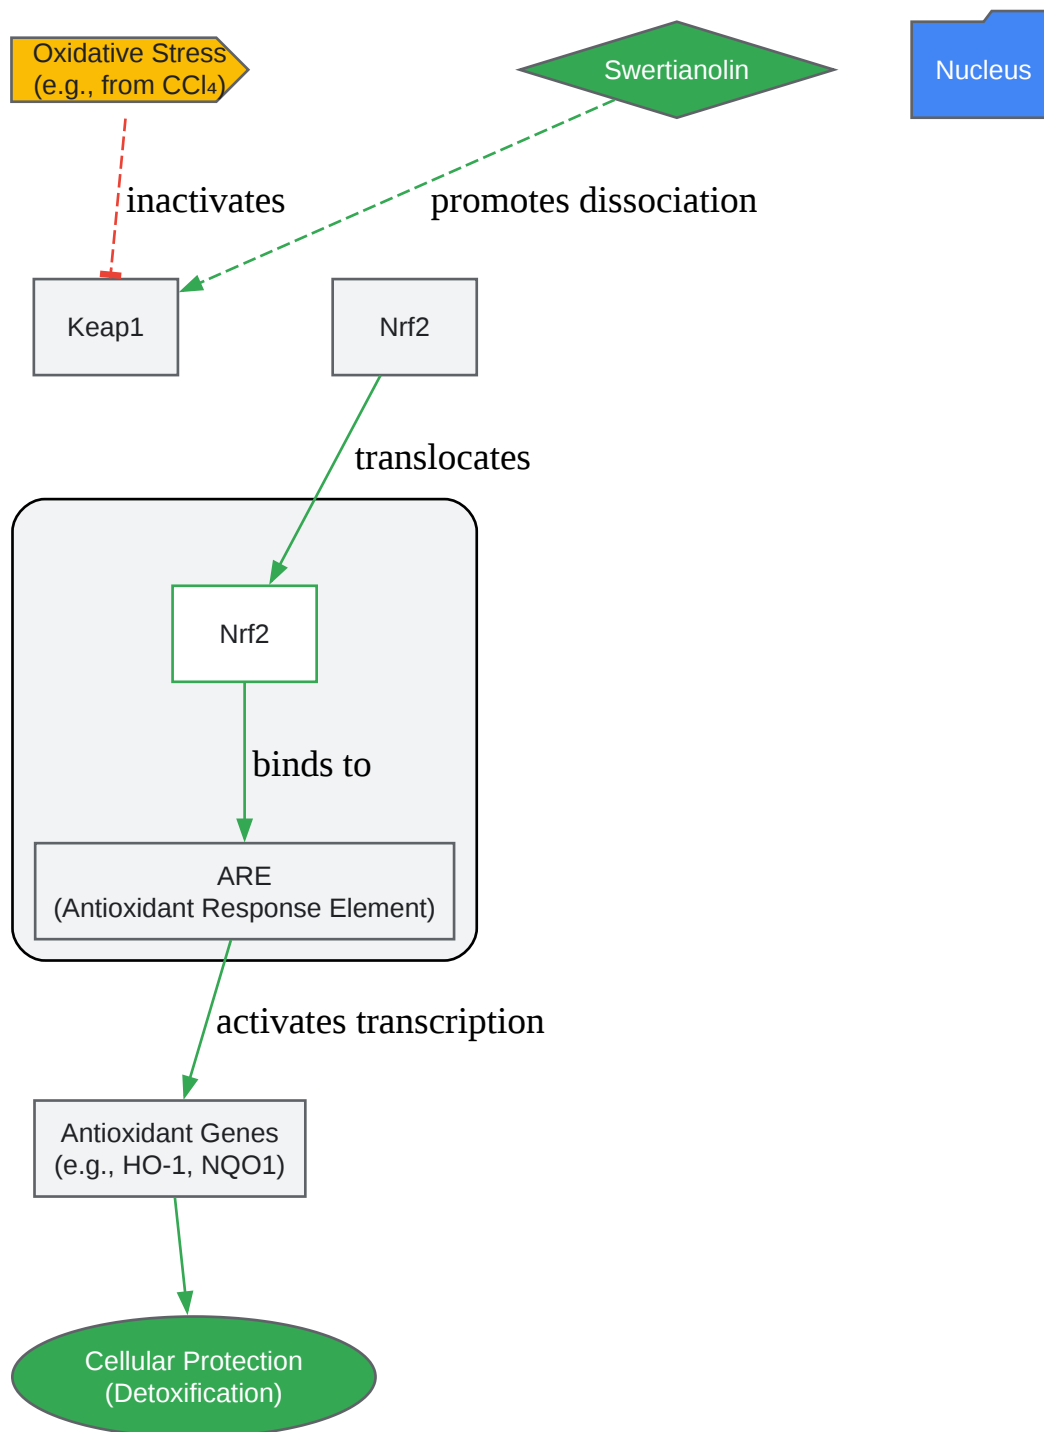 Oxidative Stress
(e.g., from CCl₄)
Swertianolin
Nucleus
inactivates
promotes dissociation
Keap1
Nrf2
translocates
Nrf2
binds to
ARE
(Antioxidant Response Element)
activates transcription
Antioxidant Genes
(e.g., HO-1, NQO1)
Cellular Protection
(Detoxification)